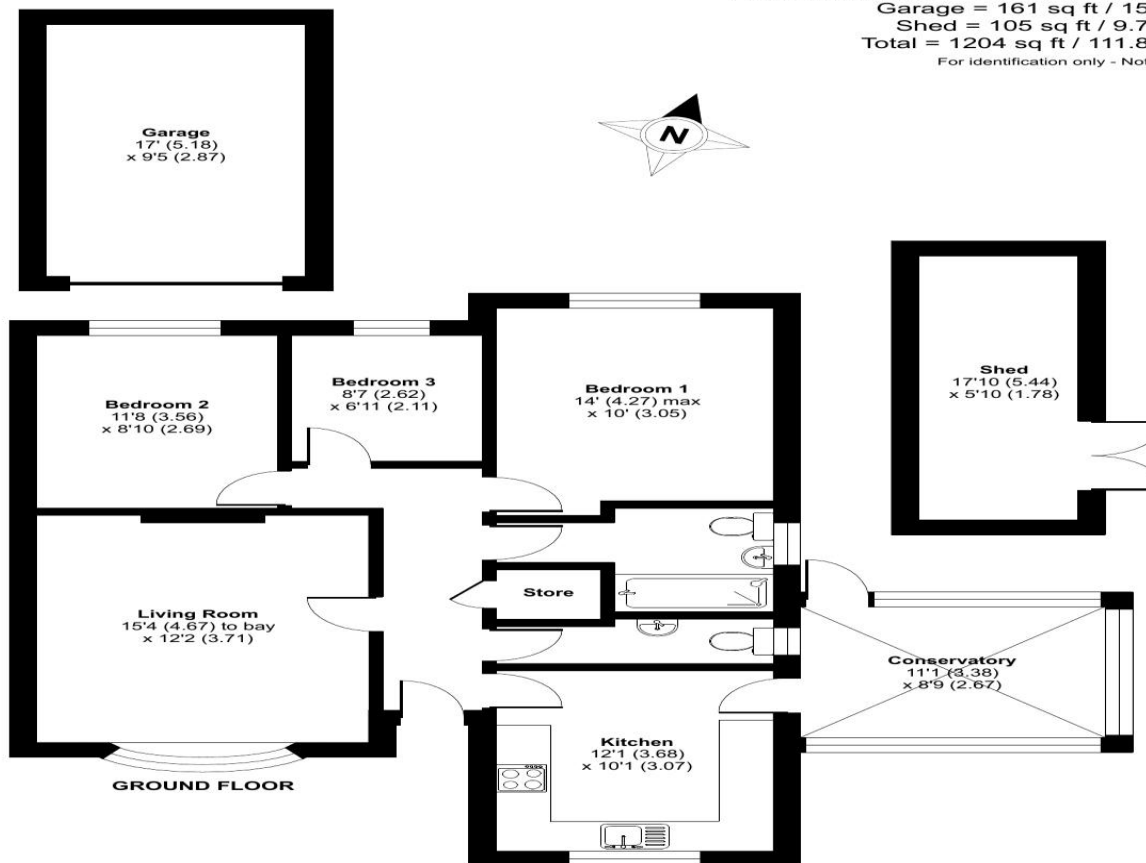 Garage = 161 sq ft / 15
Shed = 105 sq ft / 9.7
Total = 1204 sq ft / 111.8
For identification only - Not
N
Garage
17' (5.18)
x 9'5 (2.87)
Bedroom 2
11'8 (3.56)
x 8'10 (2.69)
Bedroom 3
8'7 (2.62)
x 6'11 (2.11)
Bedroom 1
14' (4.27) max
x 10' (3.05)
Shed
17'10 (5.44)
x 5'10 (1.78)
Living Room
15'4 (4.67) to bay
x 12'2 (3.71)
Store
Conservatory
11'1 (3.38)
x 8'9 (2.67)
Kitchen
12'1 (3.68)
x 10'1 (3.07)
GROUND FLOOR